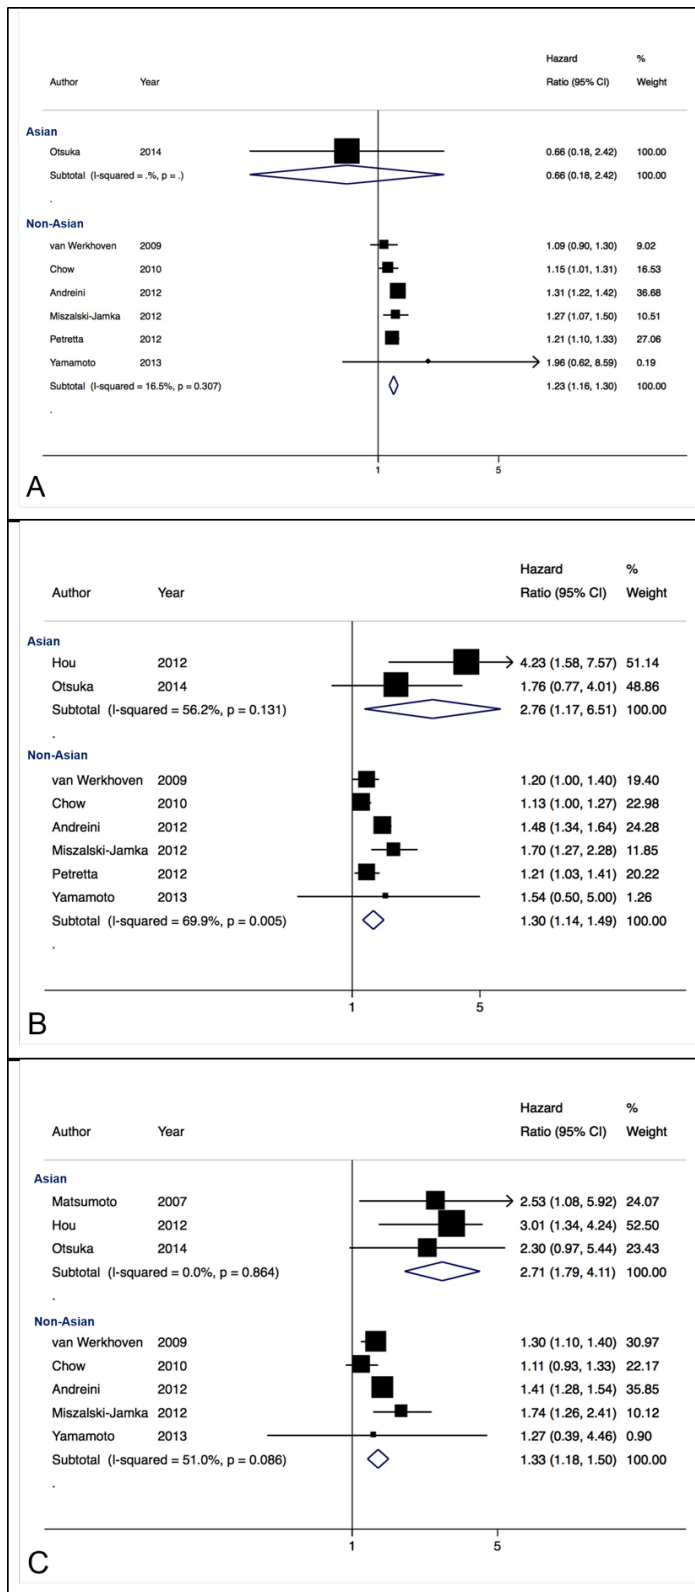 Hazard %
Author Year Ratio (95% CI) Weight
Asian
Otsuka 2014 0.66 (0.18, 2.42) 100.00
Subtotal (I-squared = .%, p = .) 0.66 (0.18, 2.42) 100.00
.
Non-Asian
van Werkhoven 2009 1.09 (0.90, 1.30) 9.02
Chow 2010 1.15 (1.01, 1.31) 16.53
Andreini 2012 1.31 (1.22, 1.42) 36.68
Miszalski-Jamka 2012 1.27 (1.07, 1.50) 10.51
Petretta 2012 1.21 (1.10, 1.33) 27.06
Yamamoto 2013 1.96 (0.62, 8.59) 0.19
Subtotal (I-squared = 16.5%, p = 0.307) 1.23 (1.16, 1.30) 100.00
.
1 5
A
Hazard %
Author Year Ratio (95% CI) Weight
Asian
Hou 2012 4.23 (1.58, 7.57) 51.14
Otsuka 2014 1.76 (0.77, 4.01) 48.86
Subtotal (I-squared = 56.2%, p = 0.131) 2.76 (1.17, 6.51) 100.00
.
Non-Asian
van Werkhoven 2009 1.20 (1.00, 1.40) 19.40
Chow 2010 1.13 (1.00, 1.27) 22.98
Andreini 2012 1.48 (1.34, 1.64) 24.28
Miszalski-Jamka 2012 1.70 (1.27, 2.28) 11.85
Petretta 2012 1.21 (1.03, 1.41) 20.22
Yamamoto 2013 1.54 (0.50, 5.00) 1.26
Subtotal (I-squared = 69.9%, p = 0.005) 1.30 (1.14, 1.49) 100.00
.
1 5
B
Hazard %
Author Year Ratio (95% CI) Weight
Asian
Matsumoto 2007 2.53 (1.08, 5.92) 24.07
Hou 2012 3.01 (1.34, 4.24) 52.50
Otsuka 2014 2.30 (0.97, 5.44) 23.43
Subtotal (I-squared = 0.0%, p = 0.864) 2.71 (1.79, 4.11) 100.00
.
Non-Asian
van Werkhoven 2009 1.30 (1.10, 1.40) 30.97
Chow 2010 1.11 (0.93, 1.33) 22.17
Andreini 2012 1.41 (1.28, 1.54) 35.85
Miszalski-Jamka 2012 1.74 (1.26, 2.41) 10.12
Yamamoto 2013 1.27 (0.39, 4.46) 0.90
Subtotal (I-squared = 51.0%, p = 0.086) 1.33 (1.18, 1.50) 100.00
.
1 5
C